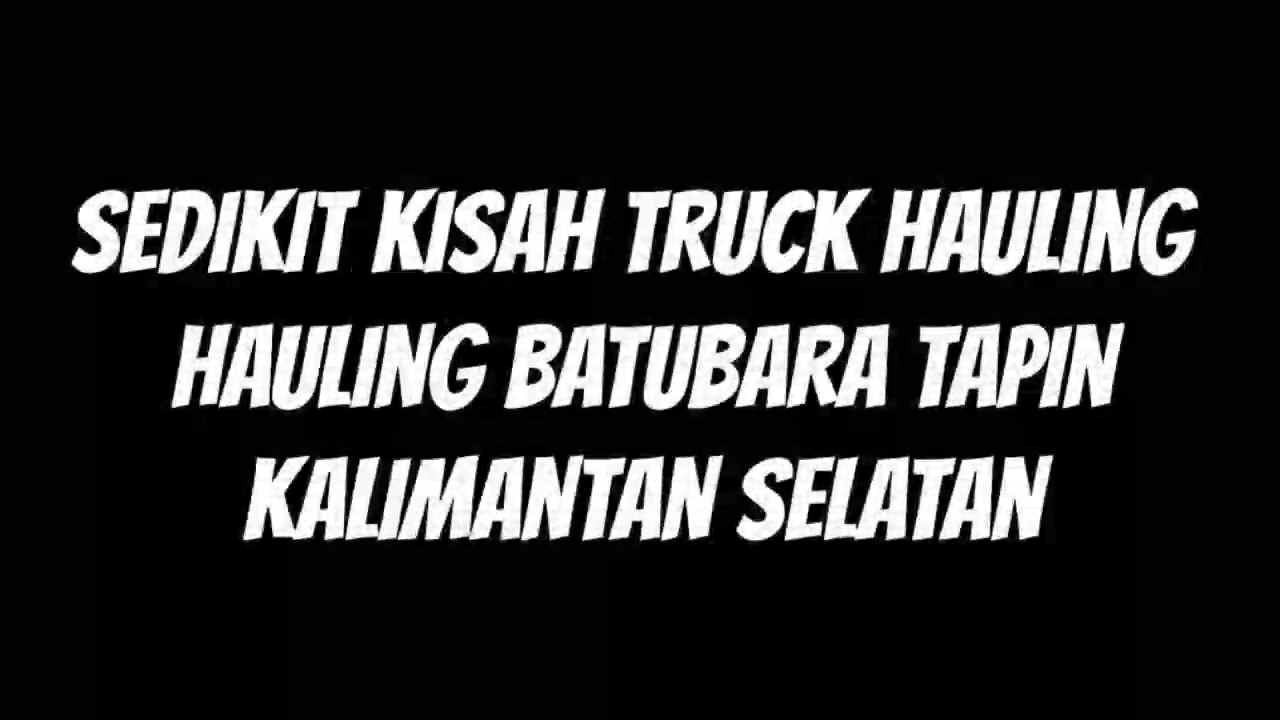 SEDIKIT KISAH TRUCK HAULING
HAULING BATUBARA TAPIN
KALIMANTAN SELATAN